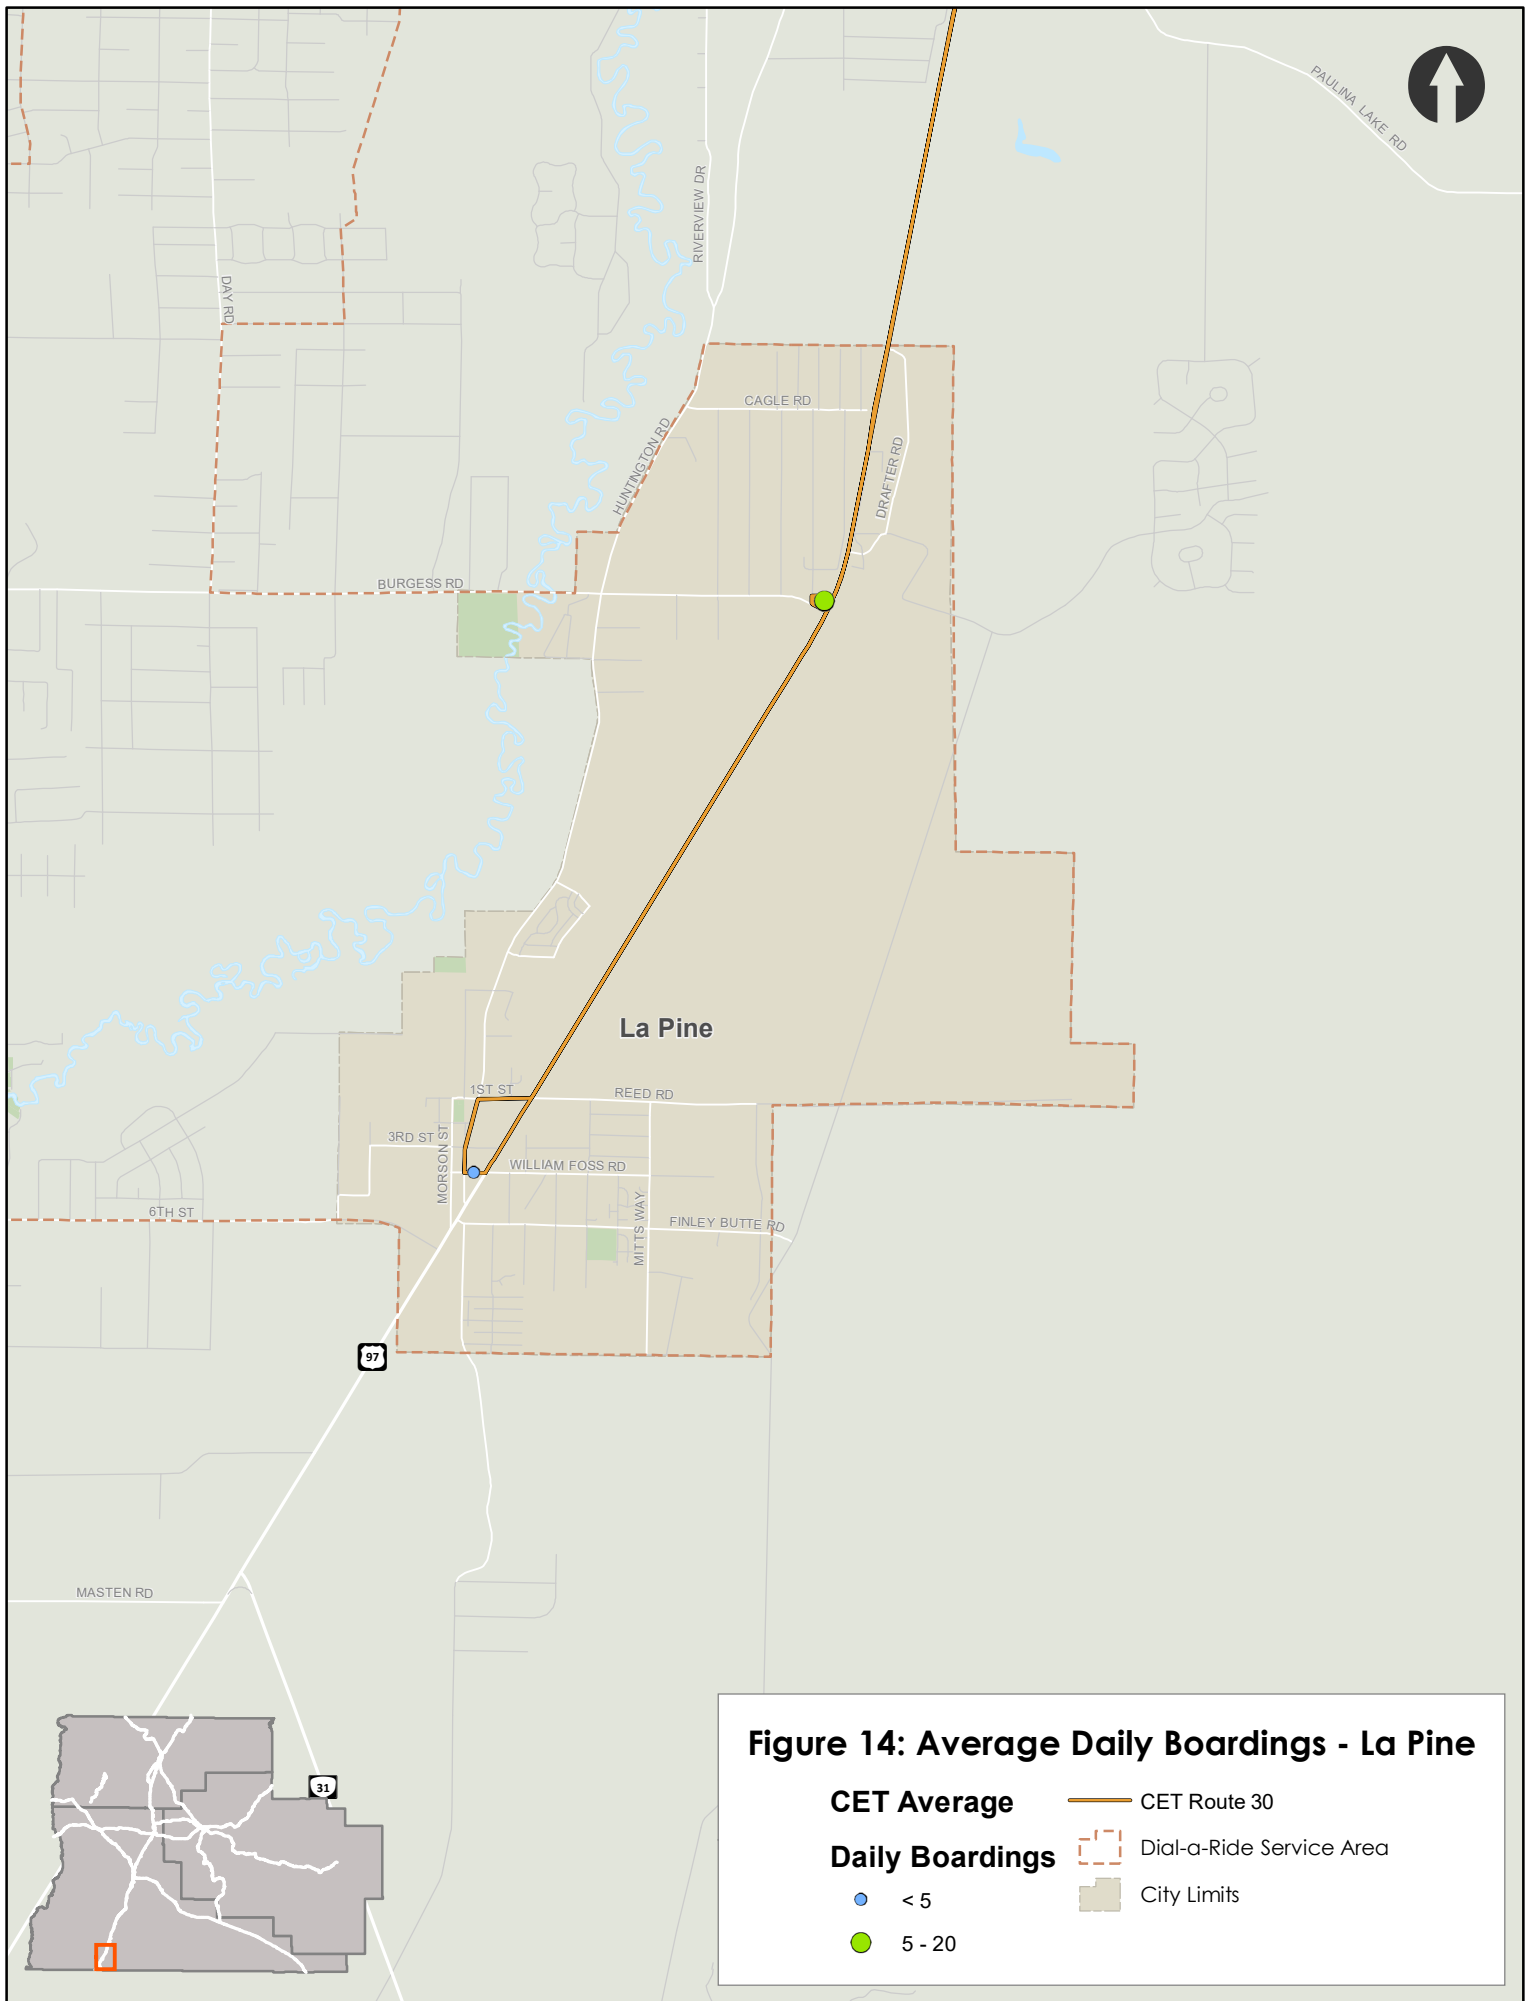 PAULINA LAKE RD
RIVERVIEW DR
DAY RD
CAGLE RD
HUNTINGTON RD
DRAFTER RD
BURGESS RD
La Pine
1ST ST
REED RD
3RD ST
MORSON ST
WILLIAM FOSS RD
6TH ST
MITTS WAY
FINLEY BUTTE RD
97
MASTEN RD
31
Figure 14: Average Daily Boardings - La Pine
CET Average
Daily Boardings
< 5
5 - 20
CET Route 30
Dial-a-Ride Service Area
City Limits